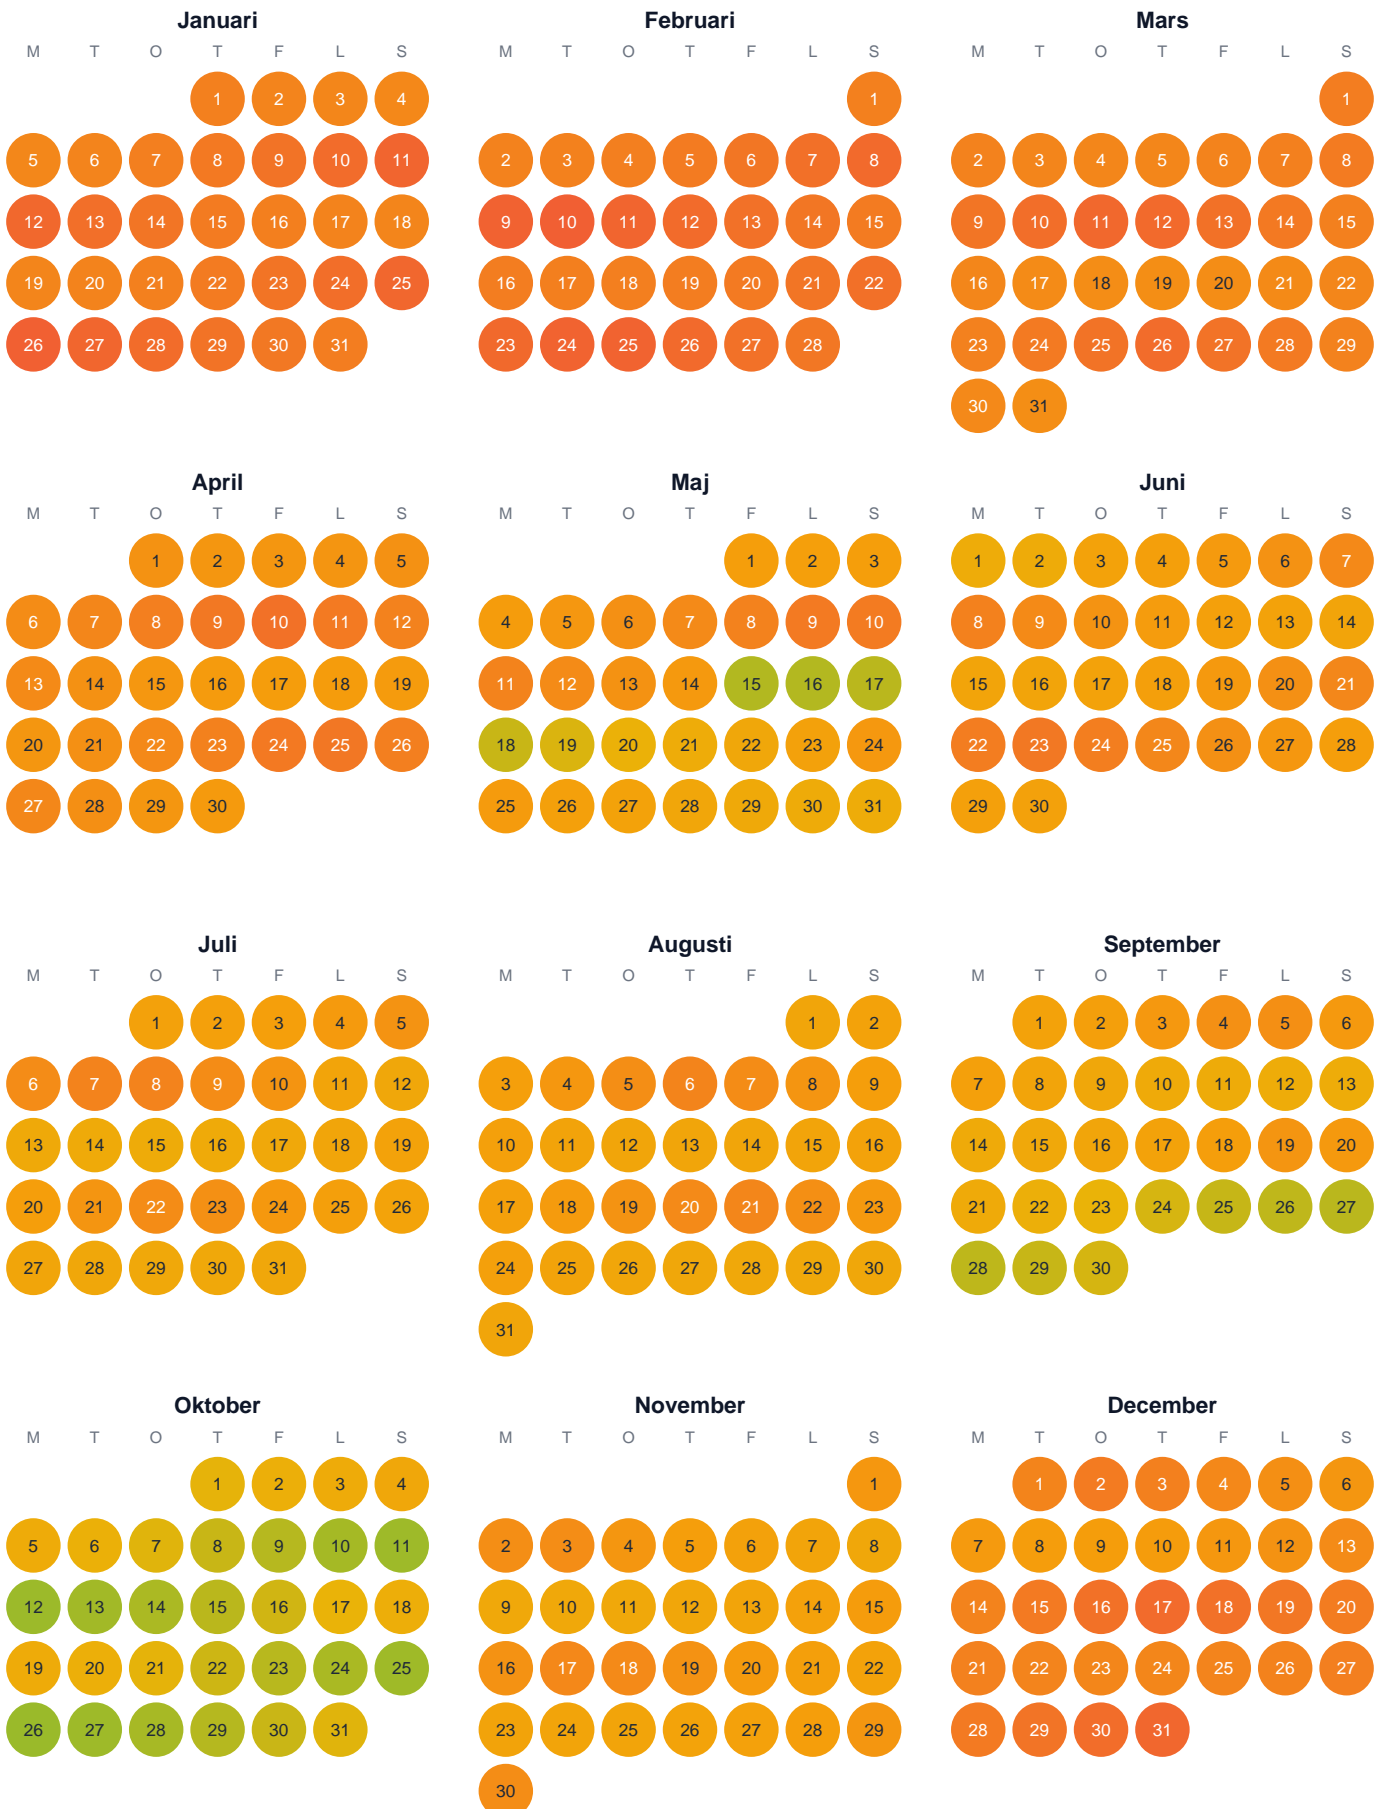 Januari Februari Mars
M T O T F L S M T O T F L S M T O T F L S
1 2 3 4 1 1
5 6 7 8 9 10 11 2 3 4 5 6 7 8 2 3 4 5 6 7 8
12 13 14 15 16 17 18 9 10 11 12 13 14 15 9 10 11 12 13 14 15
19 20 21 22 23 24 25 16 17 18 19 20 21 22 16 17 18 19 20 21 22
26 27 28 29 30 31 23 24 25 26 27 28 23 24 25 26 27 28 29
30 31
April Maj Juni
M T O T F L S M T O T F L S M T O T F L S
1 2 3 4 5 1 2 3 1 2 3 4 5 6 7
6 7 8 9 10 11 12 4 5 6 7 8 9 10 8 9 10 11 12 13 14
13 14 15 16 17 18 19 11 12 13 14 15 16 17 15 16 17 18 19 20 21
20 21 22 23 24 25 26 18 19 20 21 22 23 24 22 23 24 25 26 27 28
27 28 29 30 25 26 27 28 29 30 31 29 30
Juli Augusti September
M T O T F L S M T O T F L S M T O T F L S
1 2 3 4 5 1 2 1 2 3 4 5 6
6 7 8 9 10 11 12 3 4 5 6 7 8 9 7 8 9 10 11 12 13
13 14 15 16 17 18 19 10 11 12 13 14 15 16 14 15 16 17 18 19 20
20 21 22 23 24 25 26 17 18 19 20 21 22 23 21 22 23 24 25 26 27
27 28 29 30 31 24 25 26 27 28 29 30 28 29 30
31
Oktober November December
M T O T F L S M T O T F L S M T O T F L S
1 2 3 4 1 1 2 3 4 5 6
5 6 7 8 9 10 11 2 3 4 5 6 7 8 7 8 9 10 11 12 13
12 13 14 15 16 17 18 9 10 11 12 13 14 15 14 15 16 17 18 19 20
19 20 21 22 23 24 25 16 17 18 19 20 21 22 21 22 23 24 25 26 27
26 27 28 29 30 31 23 24 25 26 27 28 29 28 29 30 31
30